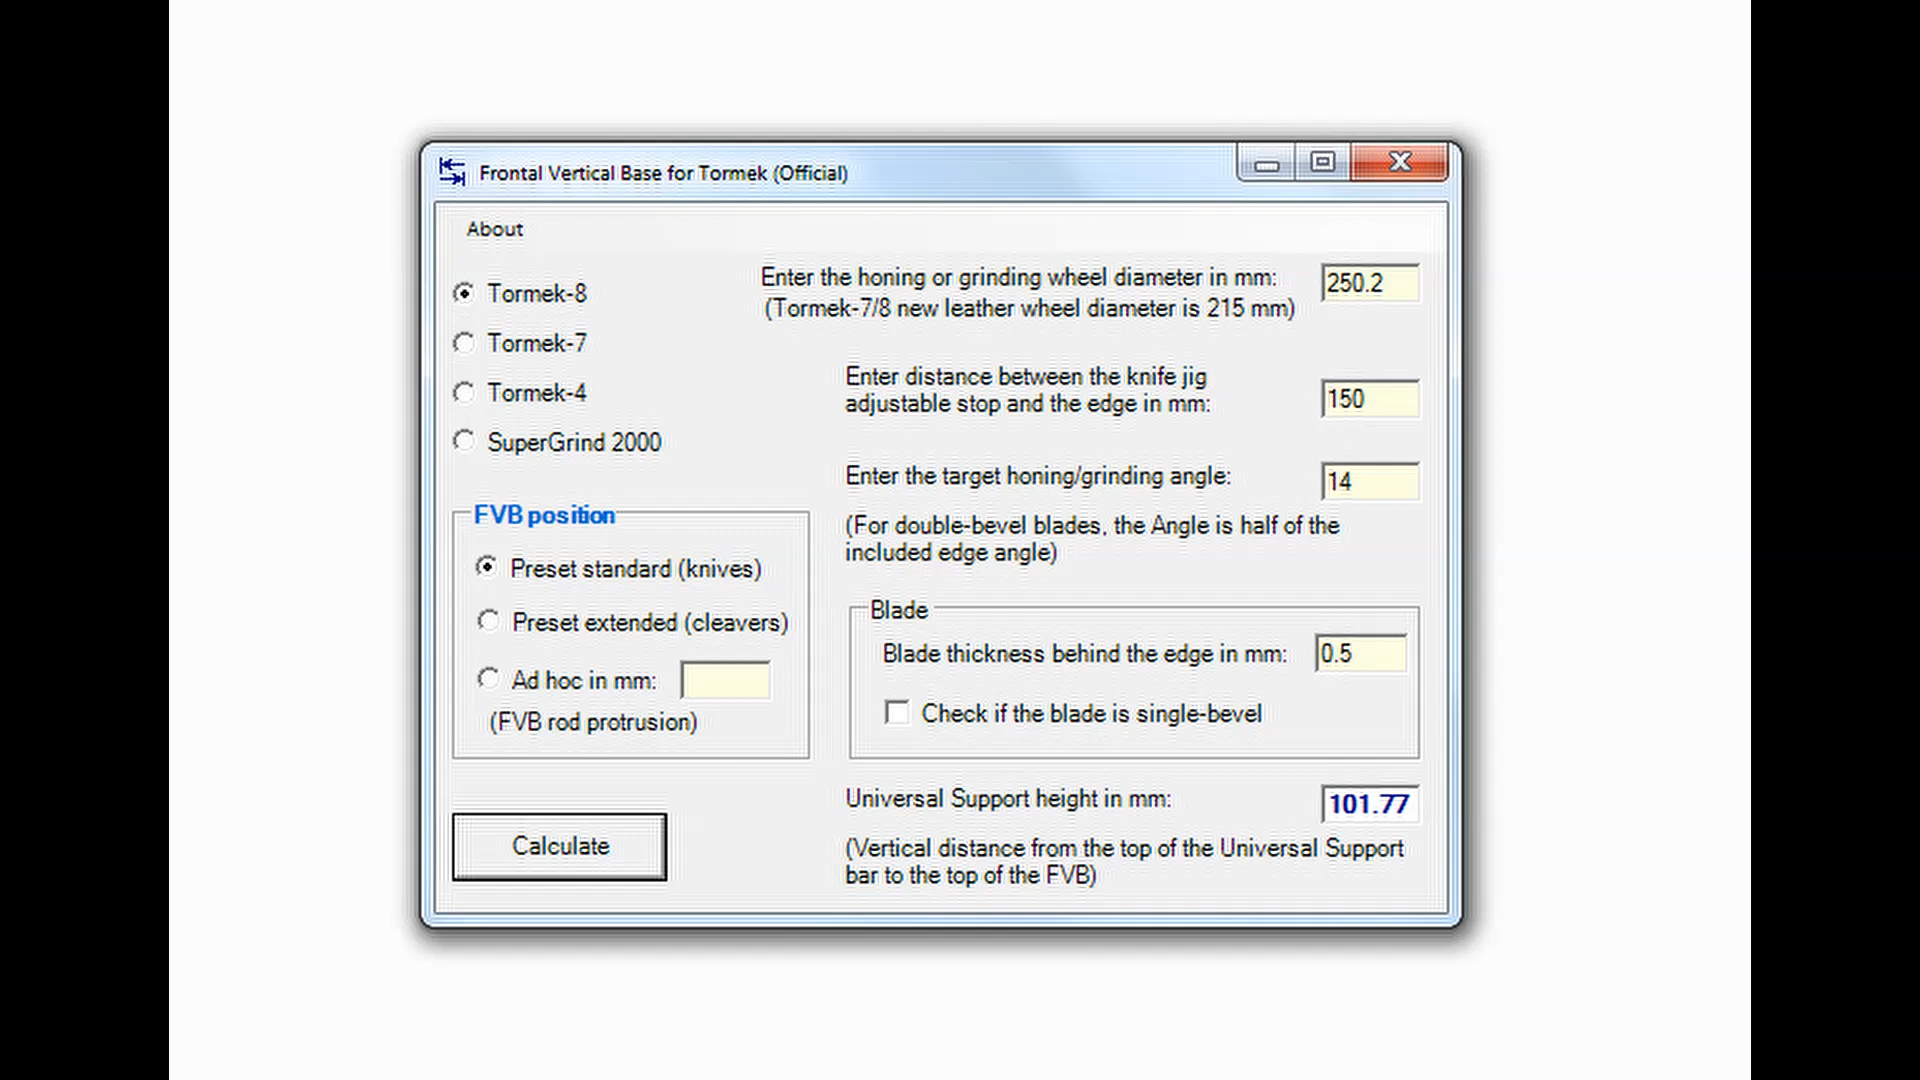 Frontal Vertical Base for Tormek (Official)
About
Tormek-8
Tormek-7
Tormek-4
SuperGrind 2000
Enter the honing or grinding wheel diameter in mm:
250.2
(Tormek-7/8 new leather wheel diameter is 215 mm)
Enter distance between the knife jig
adjustable stop and the edge in mm:
150
Enter the target honing/grinding angle:
14
(For double-bevel blades, the Angle is half of the
included edge angle)
FVB position
Preset standard (knives)
Preset extended (cleavers)
Ad hoc in mm:
(FVB rod protrusion)
Blade
Blade thickness behind the edge in mm:
0.5
Check if the blade is single-bevel
Calculate
Universal Support height in mm:
101.77
(Vertical distance from the top of the Universal Support
bar to the top of the FVB)